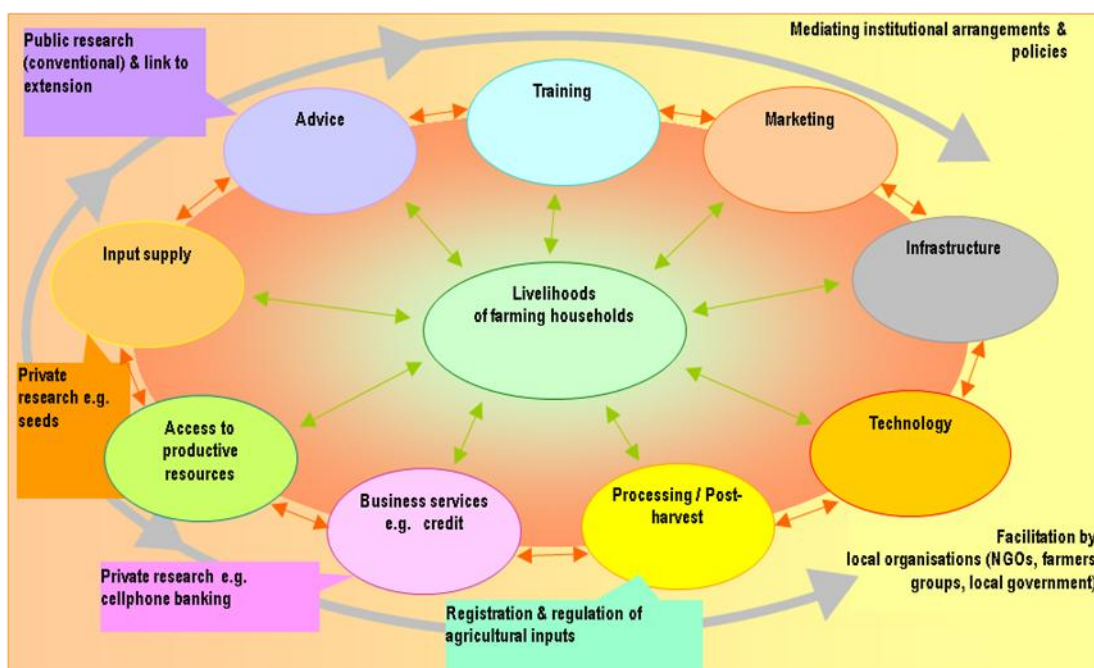 Public research
(conventional) & link to
extension
Mediating institutional arrangements &
policies
Training
Advice
Marketing
Input supply
Infrastructure
Livelihoods
of farming households
Private
research e.g.
seeds
Access to
productive
resources
Technology
Business services
e.g. credit
Processing / Post-
harvest
Facilitation by
local organisations (NGOs, farmers
groups, local government)
Private research e.g.
cellphone banking
Registration & regulation of
agricultural inputs